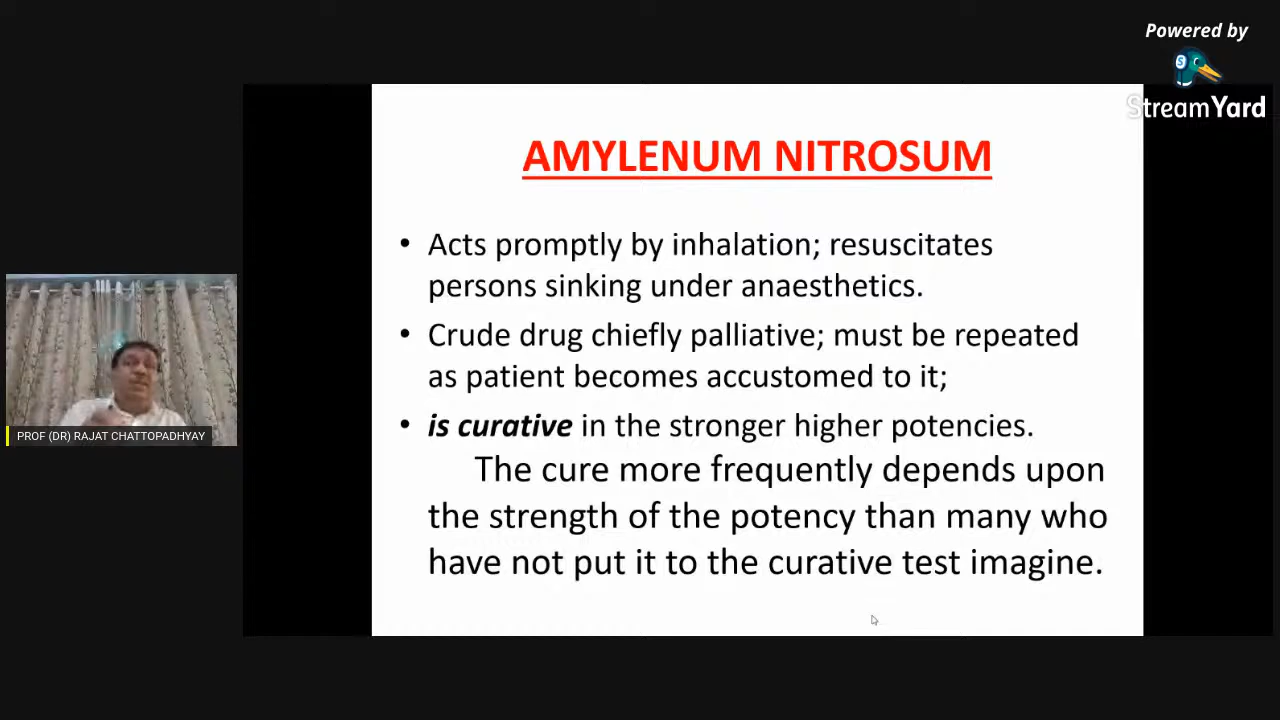 Powered by
StreamYard
AMYLENUM NITROSUM
• Acts promptly by inhalation; resuscitates
persons sinking under anaesthetics.
• Crude drug chiefly palliative; must be repeated
as patient becomes accustomed to it;
• is curative in the stronger higher potencies.
The cure more frequently depends upon
the strength of the potency than many who
have not put it to the curative test imagine.
PROF (DR) RAJAT CHATTOPADHYAY